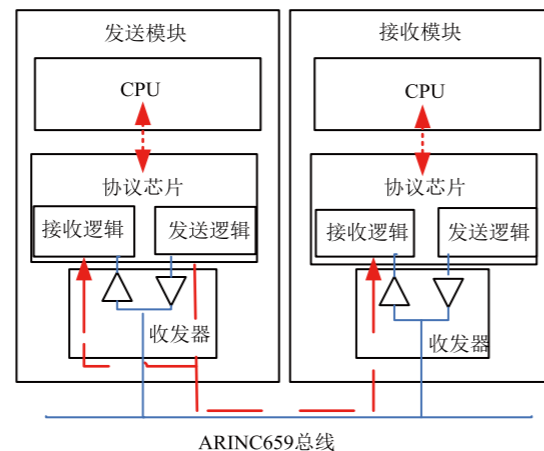 发送模块
CPU
协议芯片
接收逻辑
发送逻辑
收发器
接收模块
CPU
协议芯片
接收逻辑
发送逻辑
收发器
ARINC659总线